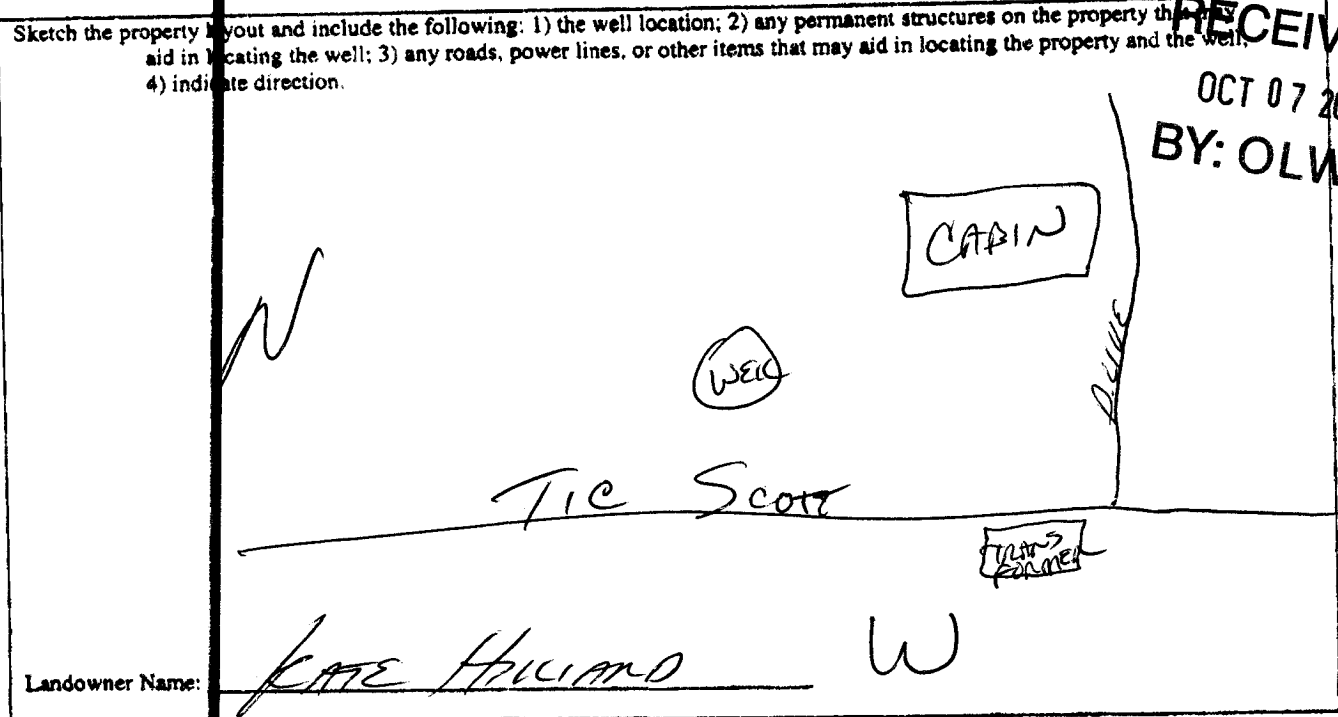 Sketch the property layout and include the following: 1) the well location; 2) any permanent structures on the property that may
aid in locating the well; 3) any roads, power lines, or other items that may aid in locating the property and the well;
4) indicate direction.
RECEIV
OCT 07 20
BY: OLW
CABIN
N
WELL
DRIVE
TIC SCOTT
TRANS
FORMER
W
Landowner Name: KATE